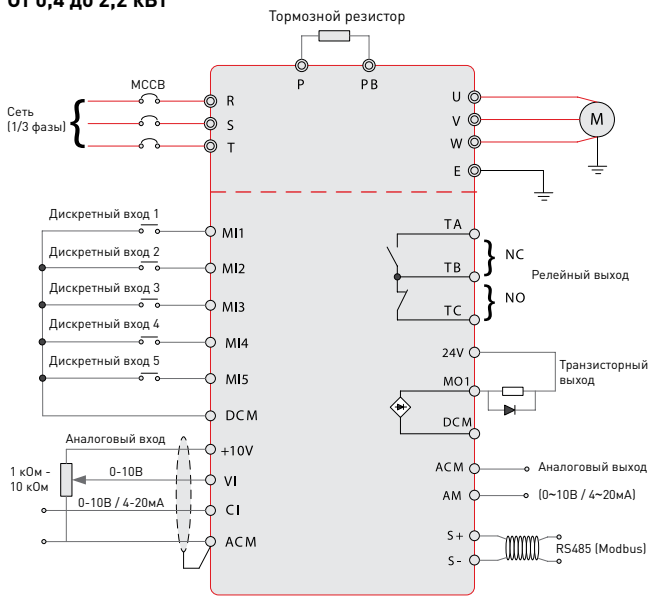 От 0,4 до 2,2 кВт
Тормозной резистор
P
PB
MCCB
Сеть
(1/3 фазы)
R
S
T
U
V
W
E
M
Дискретный вход 1
MI1
Дискретный вход 2
MI2
Дискретный вход 3
MI3
Дискретный вход 4
MI4
Дискретный вход 5
MI5
DCM
TA
NC
TB
Релейный выход
NO
TC
24V
Транзисторный
выход
MO1
DCM
Аналоговый вход
+10V
1 кОм -
10 кОм
0-10В
VI
0-10В / 4-20мА
CI
ACM
ACM
Аналоговый выход
AM
(0~10В / 4~20мА)
S+
RS485 (Modbus)
S-